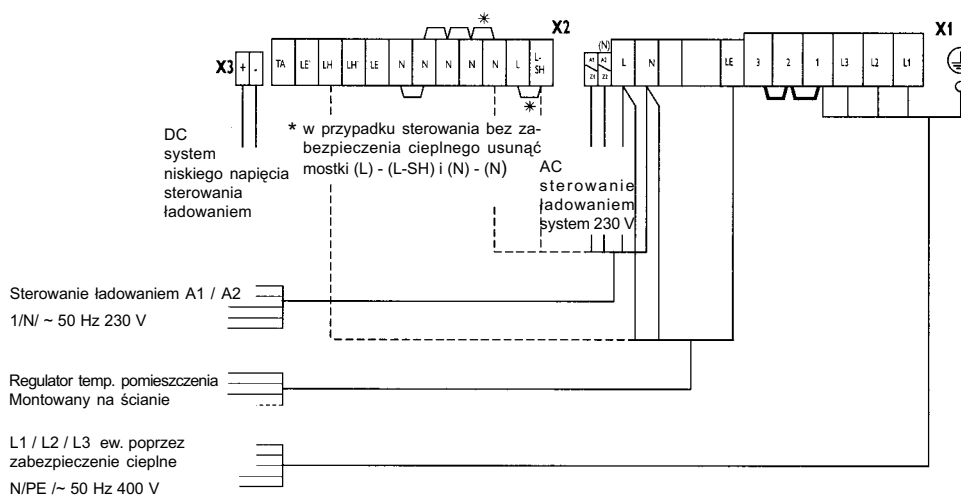 X3
+ -
TA LE' LH LH' LE N N N N N L L-SH
*
X2
(N)
A1 Z1 A2 Z2 L N LE 3 2 1 L3 L2 L1
X1
*
DC
system
niskiego napięcia
sterowania
ładowaniem
* w przypadku sterowania bez za-
bezpieczenia cieplnego usunąć
mostki (L) - (L-SH) i (N) - (N)
AC
sterowanie
ładowaniem
system 230 V
Sterowanie ładowaniem A1 / A2
1/N/ ~ 50 Hz 230 V
Regulator temp. pomieszczenia
Montowany na ścianie
L1 / L2 / L3 ew. poprzez
zabezpieczenie cieplne
N/PE /~ 50 Hz 400 V